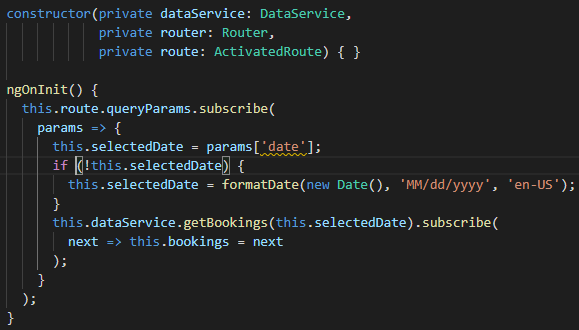 constructor(private dataService: DataService,
            private router: Router,
            private route: ActivatedRoute) { }

ngOnInit() {
  this.route.queryParams.subscribe(
    params => {
      this.selectedDate = params['date'];
      if (!this.selectedDate) {
        this.selectedDate = formatDate(new Date(), 'MM/dd/yyyy', 'en-US');
      }
      this.dataService.getBookings(this.selectedDate).subscribe(
        next => this.bookings = next
      );
    }
  );
}